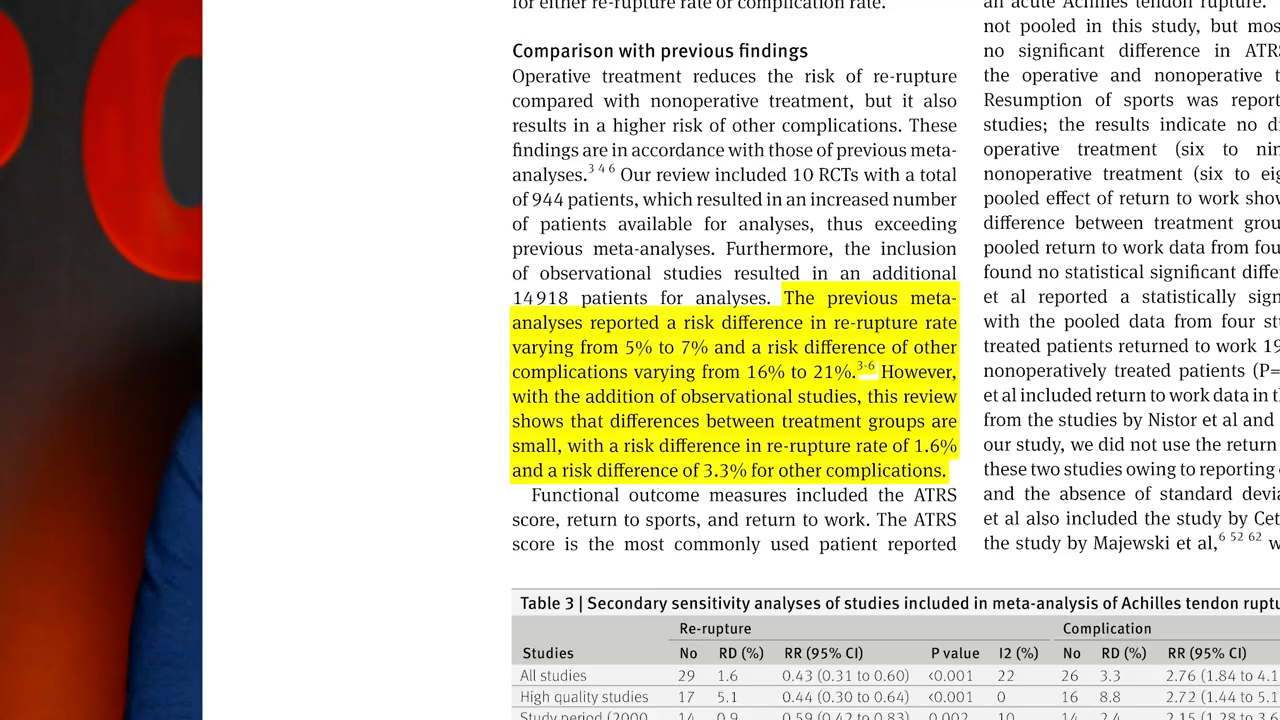 for either re-rupture rate or complication rate.
Comparison with previous findings
Operative treatment reduces the risk of re-rupture
compared with nonoperative treatment, but it also
results in a higher risk of other complications. These
findings are in accordance with those of previous meta-
analyses.3 4 6 Our review included 10 RCTs with a total
of 944 patients, which resulted in an increased number
of patients available for analyses, thus exceeding
previous meta-analyses. Furthermore, the inclusion
of observational studies resulted in an additional
14 918 patients for analyses. The previous meta-
analyses reported a risk difference in re-rupture rate
varying from 5% to 7% and a risk difference of other
complications varying from 16% to 21%.3-6 However,
with the addition of observational studies, this review
shows that differences between treatment groups are
small, with a risk difference in re-rupture rate of 1.6%
and a risk difference of 3.3% for other complications.
Functional outcome measures included the ATRS
score, return to sports, and return to work. The ATRS
score is the most commonly used patient reported
an acute Achilles tendon rupture.
not pooled in this study, but
no significant difference in
the operative and nonoperative
Resumption of sports was
studies; the results indicate no
operative treatment (six to
nonoperative treatment (six to
pooled effect of return to work
difference between treatment
pooled return to work data from
found no statistical significant
et al reported a statistically
with the pooled data from four
treated patients returned to work
nonoperatively treated patients
et al included return to work data in
from the studies by Nistor et al and
our study, we did not use the return
these two studies owing to reporting
and the absence of standard
et al also included the study by
the study by Majewski et al,6 52 62
Table 3 | Secondary sensitivity analyses of studies included in meta-analysis of Achilles tendon
Re-rupture Complication
Studies No RD (%) RR (95% CI) P value I2 (%) No RD (%) RR (95% CI)
All studies 29 1.6 0.43 (0.31 to 0.60) <0.001 22 26 3.3 2.76 (1.84 to
High quality studies 17 5.1 0.44 (0.30 to 0.64) <0.001 0 16 8.8 2.72 (1.44 to